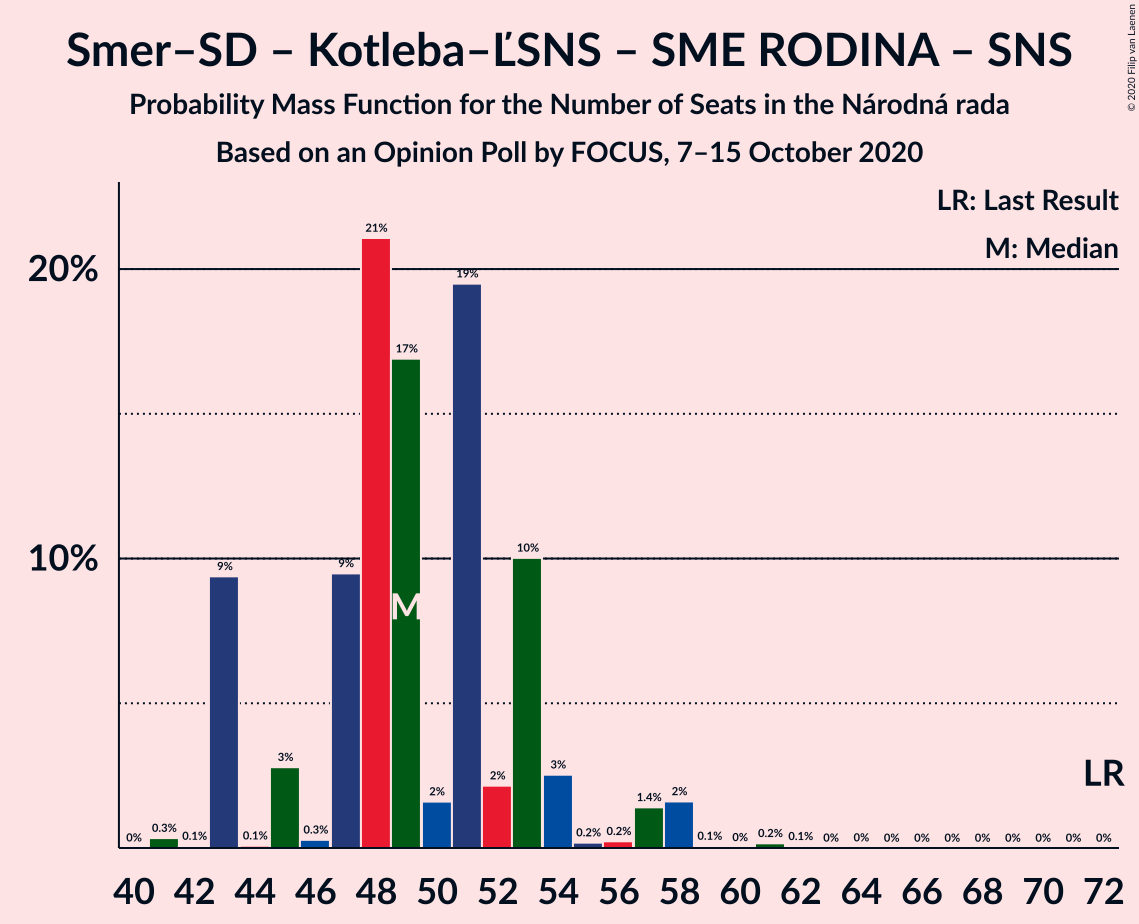 Smer–SD – Kotleba–ĽSNS – SME RODINA – SNS
Probability Mass Function for the Number of Seats in the Národná rada
Based on an Opinion Poll by FOCUS, 7–15 October 2020
© 2020 Filip van Laenen
LR: Last Result
M: Median
20%
10%
0% 0.3% 0.1% 9% 0.1% 3% 0.3% 9% 21% 17% 2% 19% 2% 10% 3% 0.2% 0.2% 1.4% 2% 0.1% 0% 0.2% 0.1% 0% 0% 0% 0% 0% 0% 0% 0% 0% 0%
M
LR
40 42 44 46 48 50 52 54 56 58 60 62 64 66 68 70 72